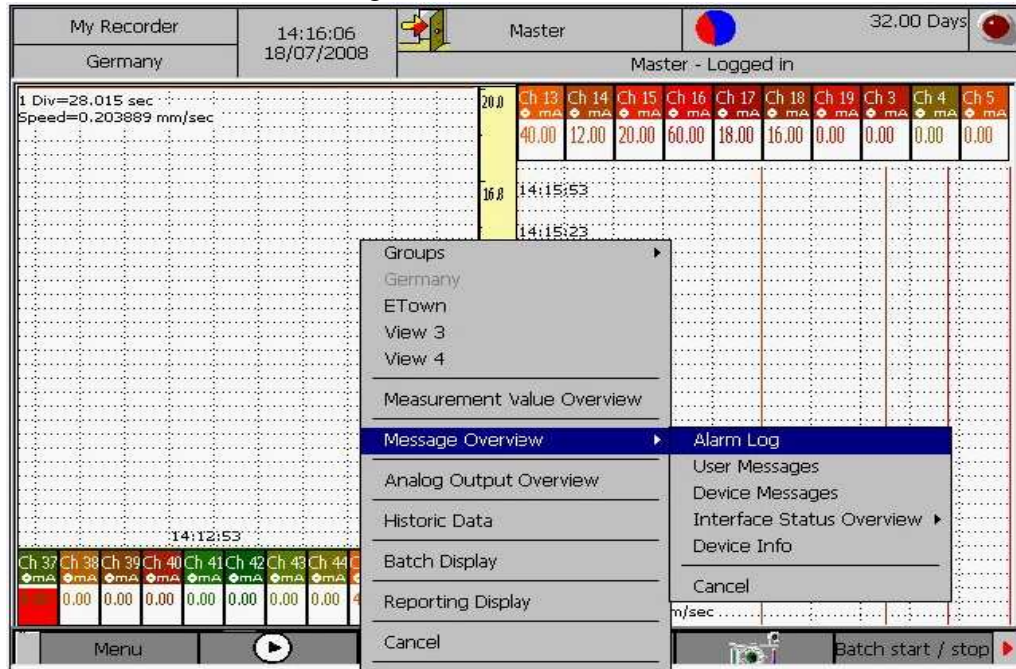 My Recorder
14:16:06
Master
32.00 Days
Germany
18/07/2008
Master - Logged in
1 Div=28.015 sec
Speed=0.203889 mm/sec
20.0
16.8
Ch 13 Ch 14 Ch 15 Ch 16 Ch 17 Ch 18 Ch 19 Ch 3 Ch 4 Ch 5
mA mA mA mA mA mA mA mA mA mA
40.00 12.00 20.00 60.00 18.00 16.00 0.00 0.00 0.00 0.00
14:15:53
14:15:23
Groups
Germany
ETown
View 3
View 4
Measurement Value Overview
Message Overview
Analog Output Overview
Historic Data
Batch Display
Reporting Display
Cancel
Alarm Log
User Messages
Device Messages
Interface Status Overview
Device Info
Cancel
m/sec
14:12:53
Ch 37 Ch 38 Ch 39 Ch 40 Ch 41 Ch 42 Ch 43 Ch 44
mA mA mA mA mA mA mA mA
0.00 0.00 0.00 0.00 0.00 0.00 0.00
Menu
Batch start / stop